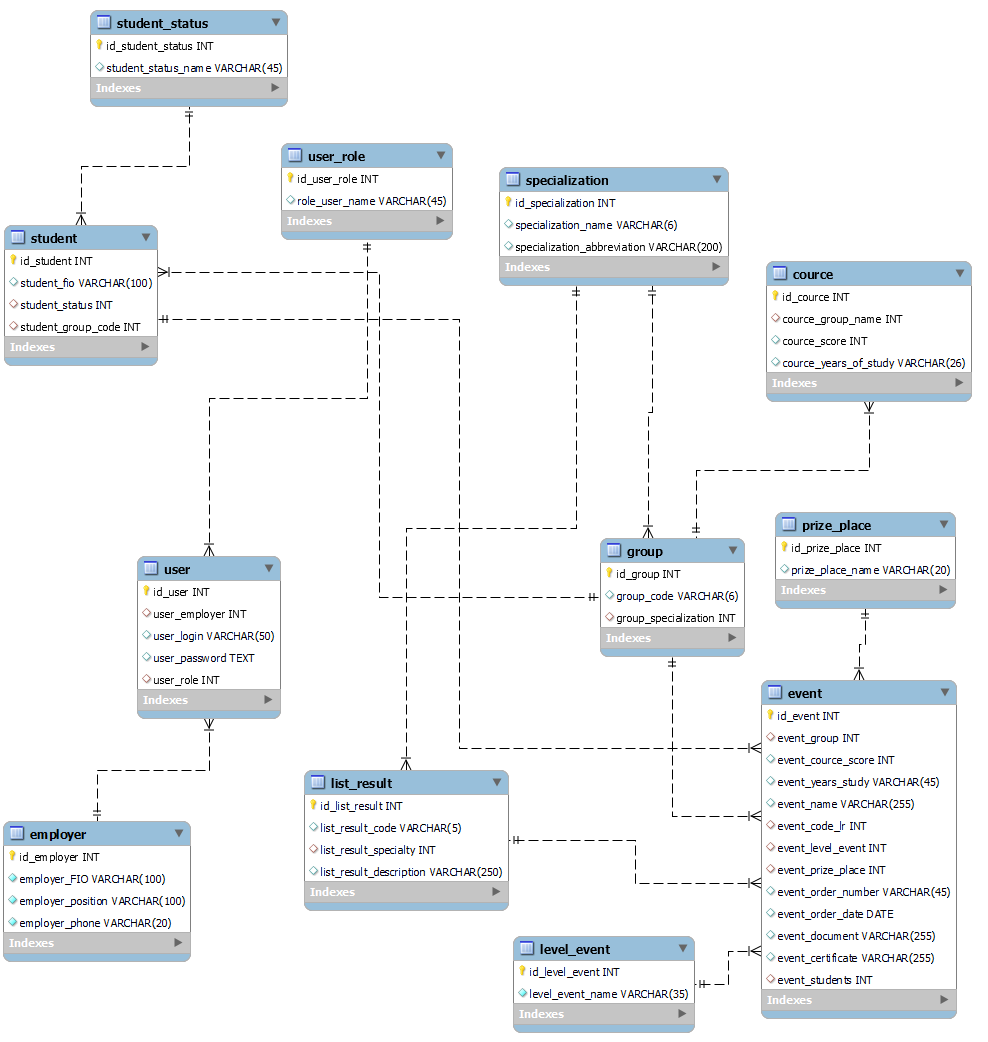 student_status
id_student_status INT
student_status_name VARCHAR(45)
Indexes
user_role
id_user_role INT
role_user_name VARCHAR(45)
Indexes
specialization
id_specialization INT
specialization_name VARCHAR(6)
specialization_abbreviation VARCHAR(200)
Indexes
student
id_student INT
student_fio VARCHAR(100)
student_status INT
student_group_code INT
Indexes
cource
id_cource INT
cource_group_name INT
cource_score INT
cource_years_of_study VARCHAR(26)
Indexes
prize_place
id_prize_place INT
prize_place_name VARCHAR(20)
Indexes
group
id_group INT
group_code VARCHAR(6)
group_specialization INT
Indexes
user
id_user INT
user_employer INT
user_login VARCHAR(50)
user_password TEXT
user_role INT
Indexes
event
id_event INT
event_group INT
event_cource_score INT
event_years_study VARCHAR(45)
event_name VARCHAR(255)
event_code_lr INT
event_level_event INT
event_prize_place INT
event_order_number VARCHAR(45)
event_order_date DATE
event_document VARCHAR(255)
event_certificate VARCHAR(255)
event_students INT
Indexes
list_result
id_list_result INT
list_result_code VARCHAR(5)
list_result_specialty INT
list_result_description VARCHAR(250)
Indexes
employer
id_employer INT
employer_FIO VARCHAR(100)
employer_position VARCHAR(100)
employer_phone VARCHAR(20)
Indexes
level_event
id_level_event INT
level_event_name VARCHAR(35)
Indexes